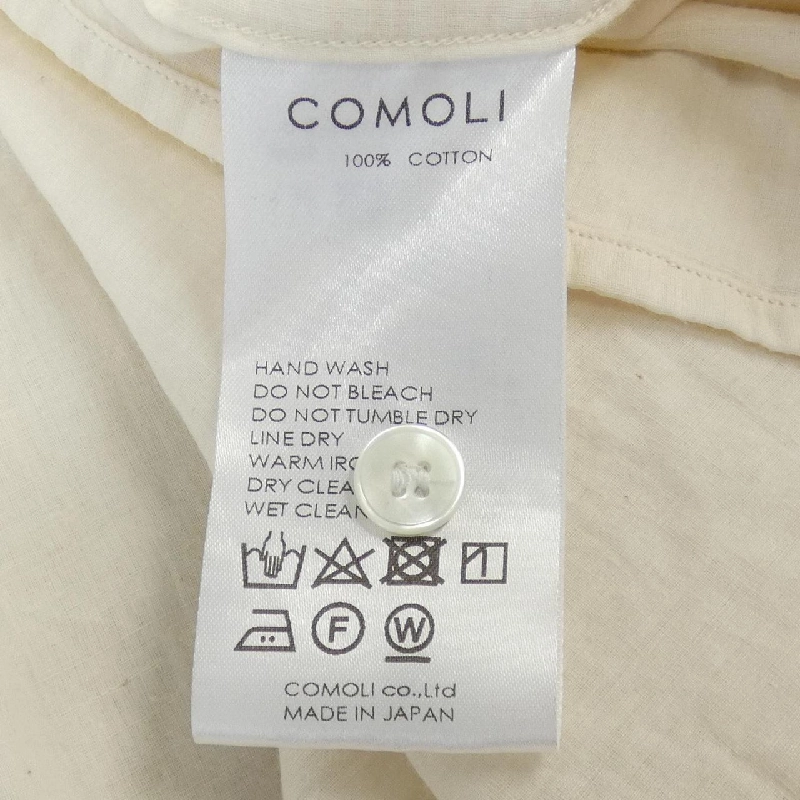 COMOLI
100% COTTON
HAND WASH
DO NOT BLEACH
DO NOT TUMBLE DRY
LINE DRY
WARM
DRY
WET CLEAN
F W
COMOLI co.,Ltd
MADE IN JAPAN